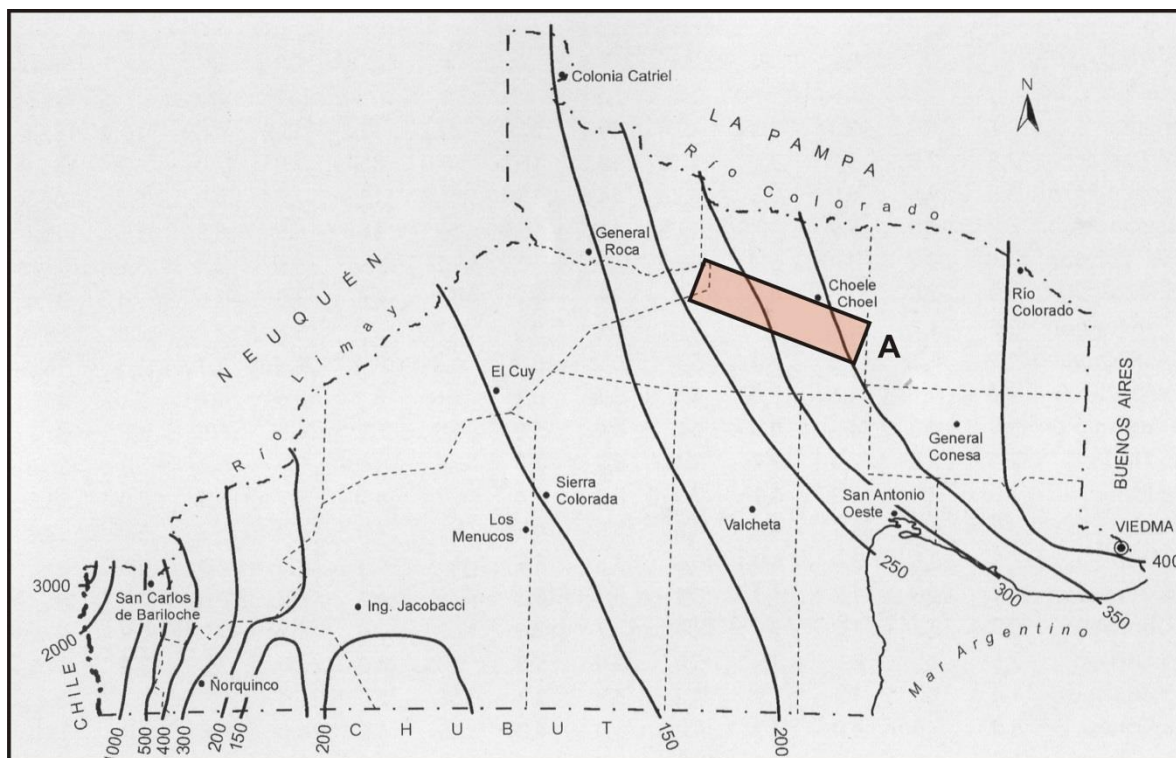 Colonia Catriel
N
LA PAMPA
Río Colorado
General
Roca
NEUQUÉN
Choele
Choel
Río
Colorado
A
Río Limay
El Cuy
BUENOS AIRES
General
Conesa
Sierra
Colorada
San Antonio
Oeste
Los
Menucos
Valcheta
VIEDMA
400
250
3000
San Carlos
de Bariloche
Ing. Jacobacci
300
350
2000
Mar Argentino
Ñorquinco
CHILE
1000
500
400
300
200
150
200
CHUBUT
150
200